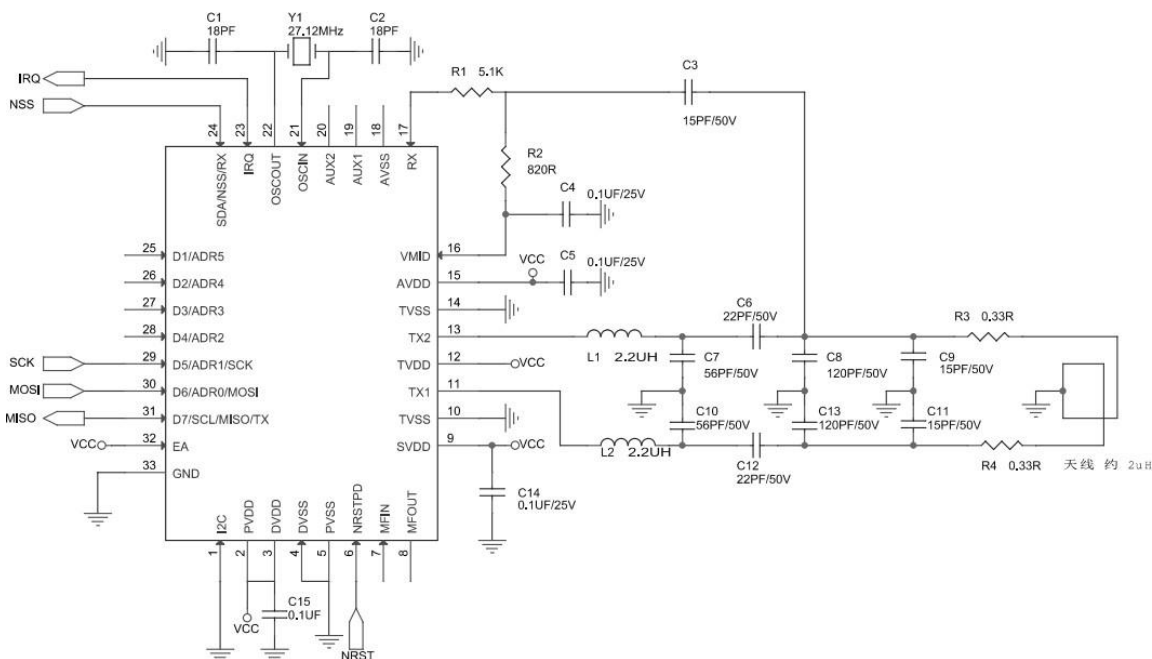 C1
18PF
Y1
27.12MHz
C2
18PF
IRQ
NSS
R1 5.1K
C3
15PF/50V
24
23
22
21
20
19
18
17
SDA/NSS/RX
IRQ
OSCOUT
OSCIN
AUX2
AUX1
AVSS
RX
R2
820R
C4
0.1UF/25V
25 D1/ADR5
26 D2/ADR4
27 D3/ADR3
28 D4/ADR2
SCK 29 D5/ADR1/SCK
MOSI 30 D6/ADR0/MOSI
MISO 31 D7/SCL/MISO/TX
VCC 32 EA
33 GND
VMID 16
AVDD 15
TVSS 14
TX2 13
TVDD 12
TX1 11
TVSS 10
SVDD 9
VCC
C5
0.1UF/25V
VCC
VCC
C6
22PF/50V
L1 2.2UH
C7
56PF/50V
C8
120PF/50V
C9
15PF/50V
R3 0.33R
C10
56PF/50V
C13
120PF/50V
C11
15PF/50V
L2 2.2UH
C12
22PF/50V
R4 0.33R
天线 约 2uH
C14
0.1UF/25V
I2C
PVDD
DVDD
DVSS
PVSS
NRSTPD
MFIN
MFOUT
1
2
3
4
5
6
7
8
C15
0.1UF
VCC
NRST